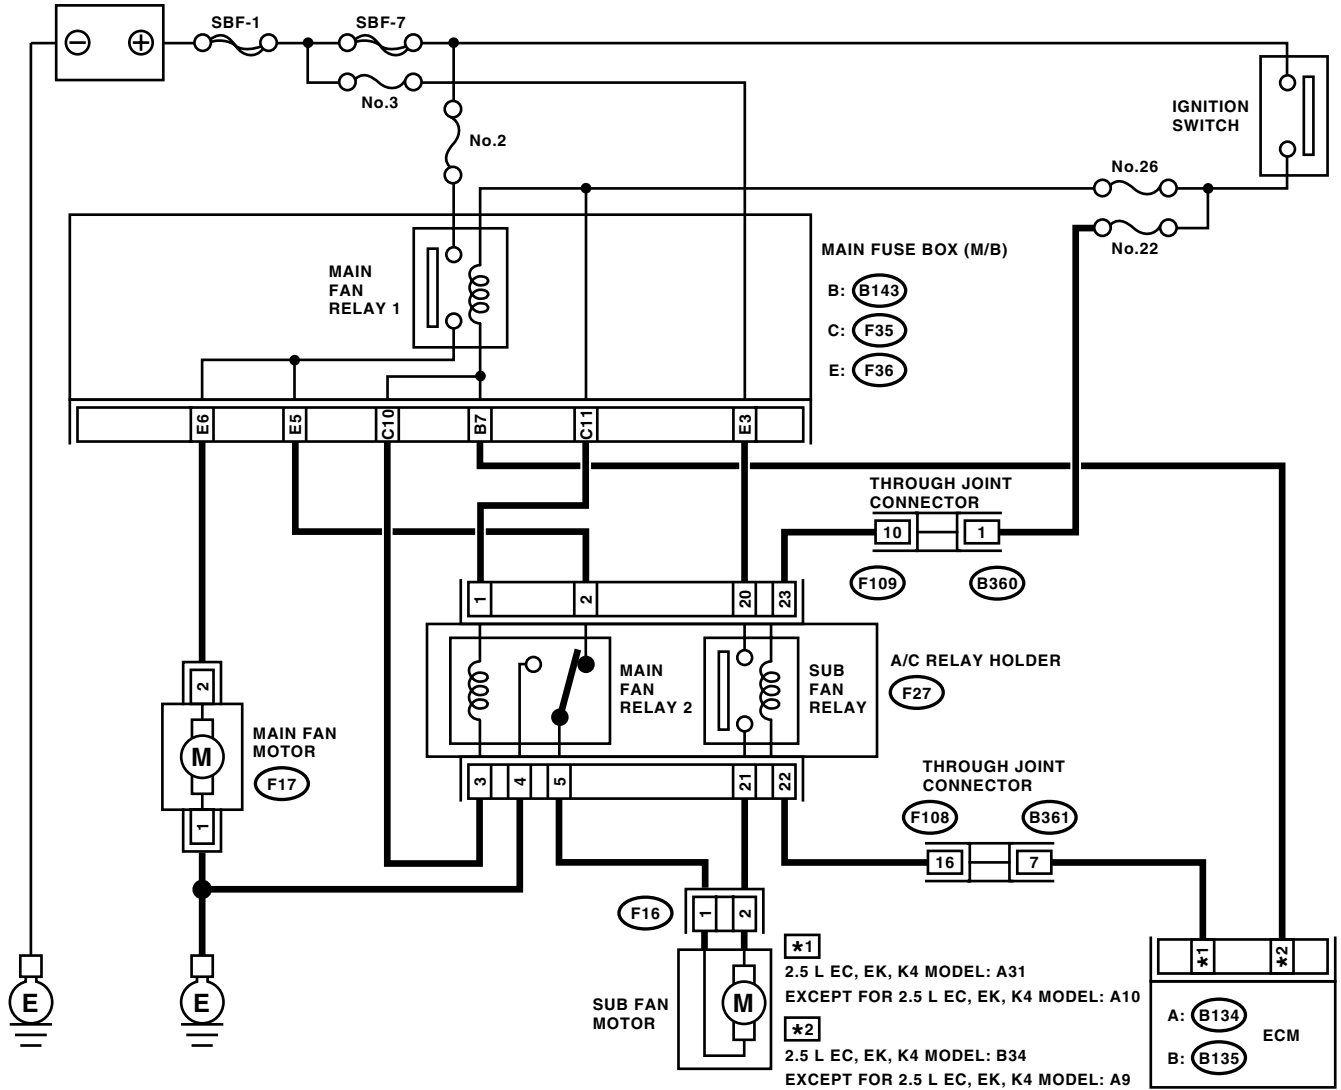 SBF-1
SBF-7
No.3
No.2
IGNITION
SWITCH
No.26
No.22
MAIN FUSE BOX (M/B)
B: B143
C: F35
E: F36
MAIN
FAN
RELAY 1
E6
E5
C10
B7
C11
E3
THROUGH JOINT
CONNECTOR
10
1
F109
B360
1
2
20
23
MAIN
FAN
RELAY 2
SUB
FAN
RELAY
A/C RELAY HOLDER
F27
2
M
MAIN FAN
MOTOR
F17
1
3
4
5
21
22
THROUGH JOINT
CONNECTOR
F108
B361
16
7
F16
1
2
SUB FAN
MOTOR
M
*1
2.5 L EC, EK, K4 MODEL: A31
EXCEPT FOR 2.5 L EC, EK, K4 MODEL: A10
*2
2.5 L EC, EK, K4 MODEL: B34
EXCEPT FOR 2.5 L EC, EK, K4 MODEL: A9
*1
*2
A: B134
B: B135
ECM
E
E